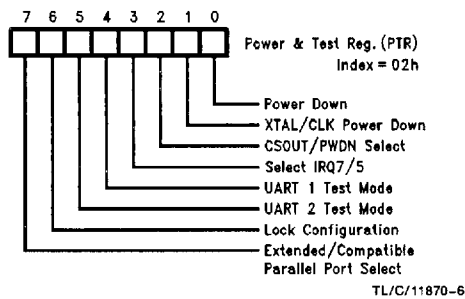 7 6 5 4 3 2 1 0
Power & Test Reg. (PTR)
Index = 02h
Power Down
XTAL/CLK Power Down
CSOUT/PWDN Select
Select IRQ7/5
UART 1 Test Mode
UART 2 Test Mode
Lock Configuration
Extended/Compatible
Parallel Port Select
TL/C/11870-6